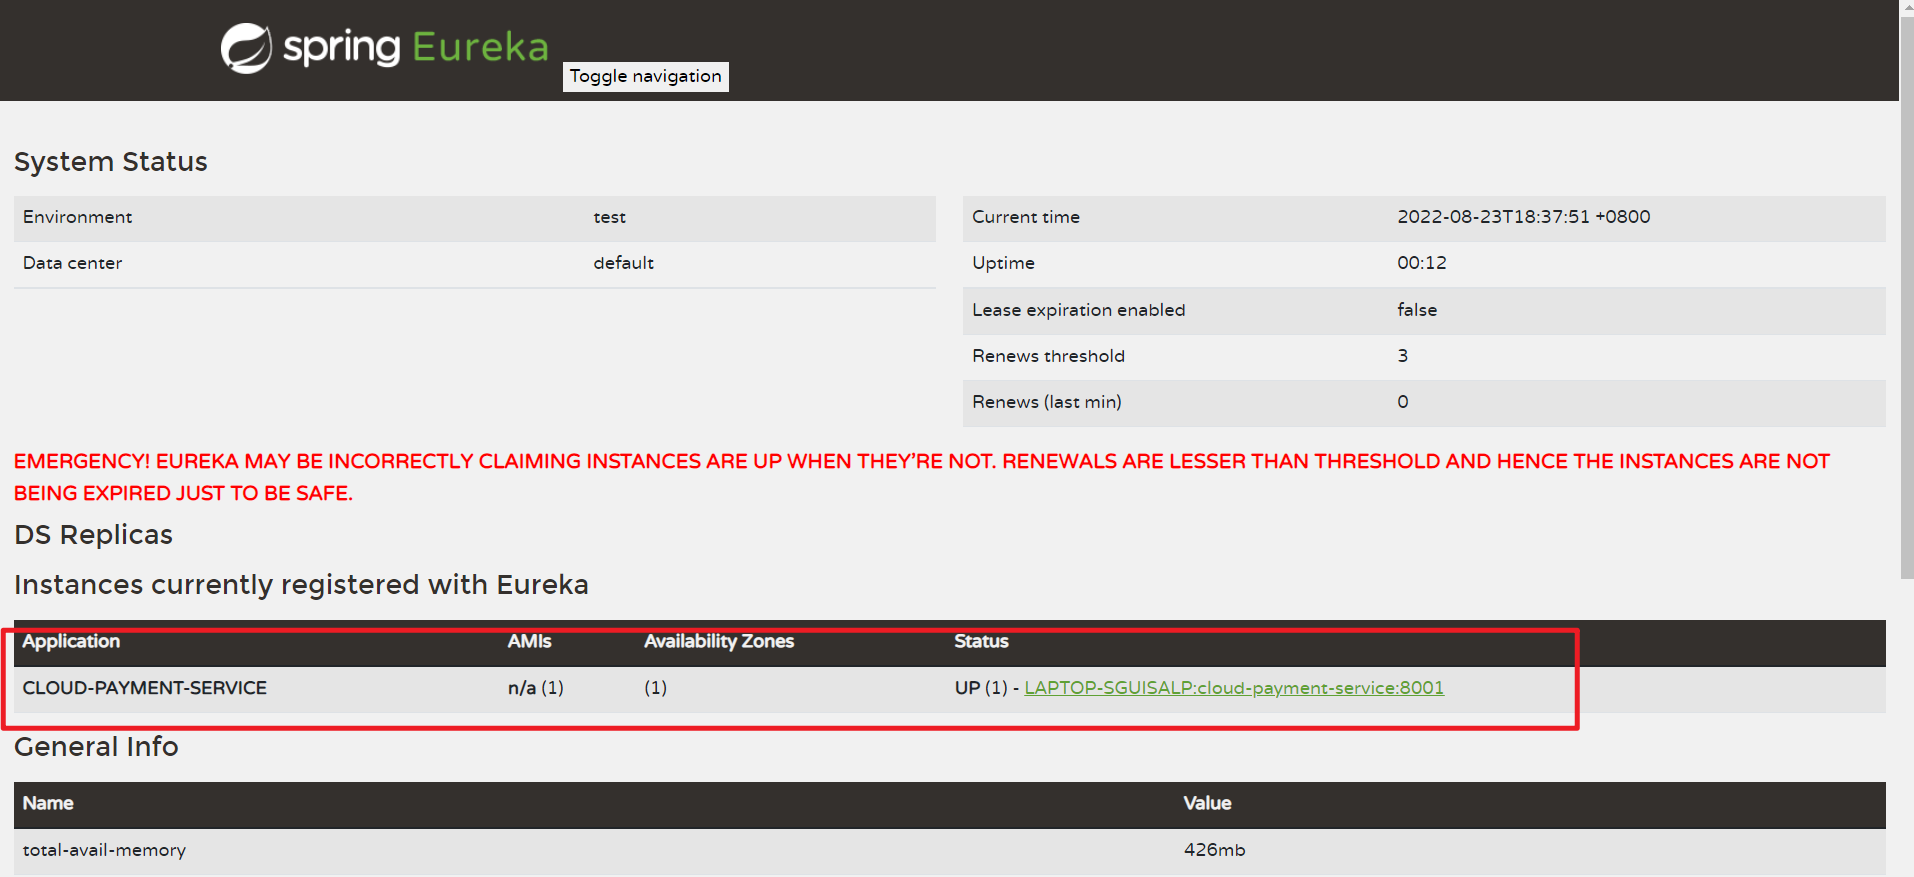 spring Eureka
Toggle navigation
System Status
Environment test
Data center default
Current time 2022-08-23T18:37:51 +0800
Uptime 00:12
Lease expiration enabled false
Renews threshold 3
Renews (last min) 0
EMERGENCY! EUREKA MAY BE INCORRECTLY CLAIMING INSTANCES ARE UP WHEN THEY'RE NOT. RENEWALS ARE LESSER THAN THRESHOLD AND HENCE THE INSTANCES ARE NOT
BEING EXPIRED JUST TO BE SAFE.
DS Replicas
Instances currently registered with Eureka
Application AMIs Availability Zones Status
CLOUD-PAYMENT-SERVICE n/a (1) (1) UP (1) - LAPTOP-SGUISALP:cloud-payment-service:8001
General Info
Name Value
total-avail-memory 426mb